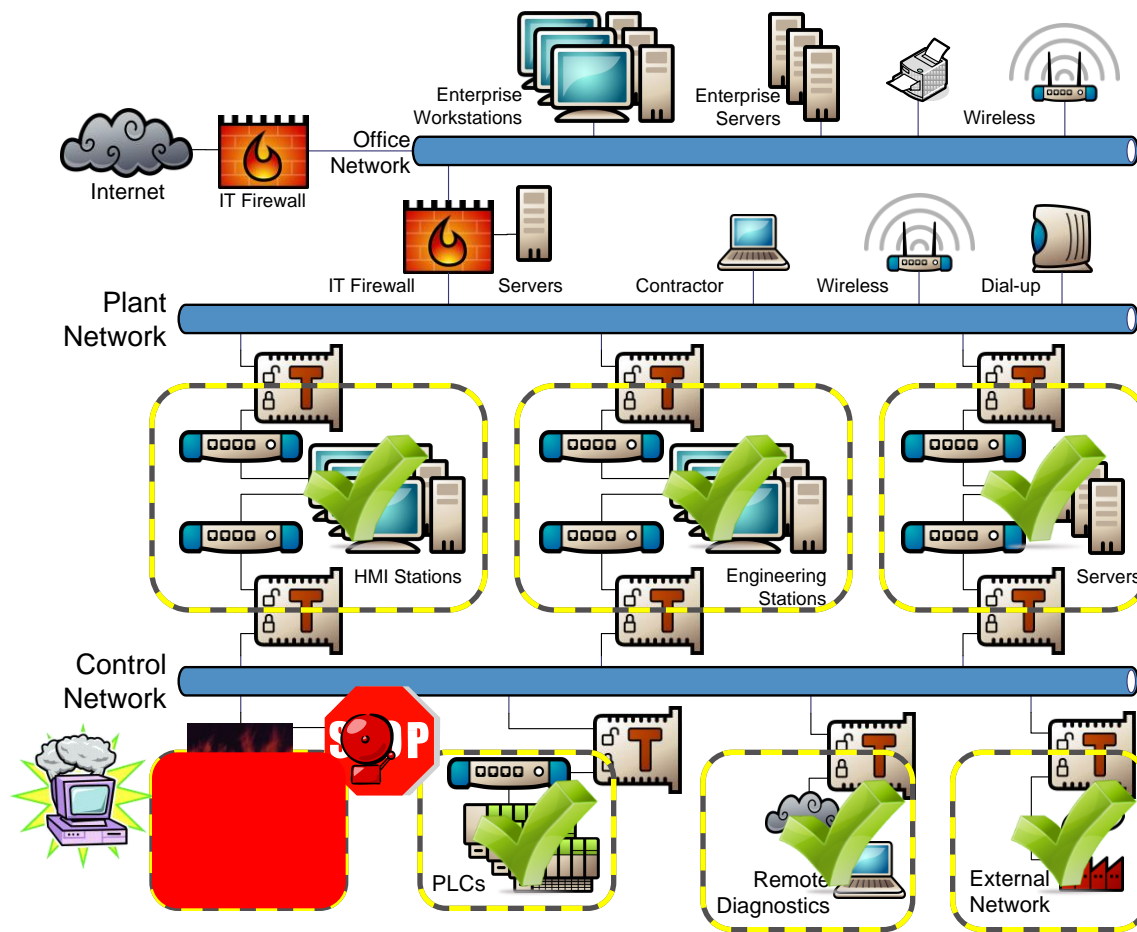 Enterprise
Workstations
Enterprise
Servers
Wireless
Office
Network
Internet
IT Firewall
IT Firewall
Servers
Contractor
Wireless
Dial-up
Plant
Network
T
T
T
HMI Stations
Engineering
Stations
Servers
T
T
T
Control
Network
STOP
T
T
T
PLCs
Remote
Diagnostics
External
Network